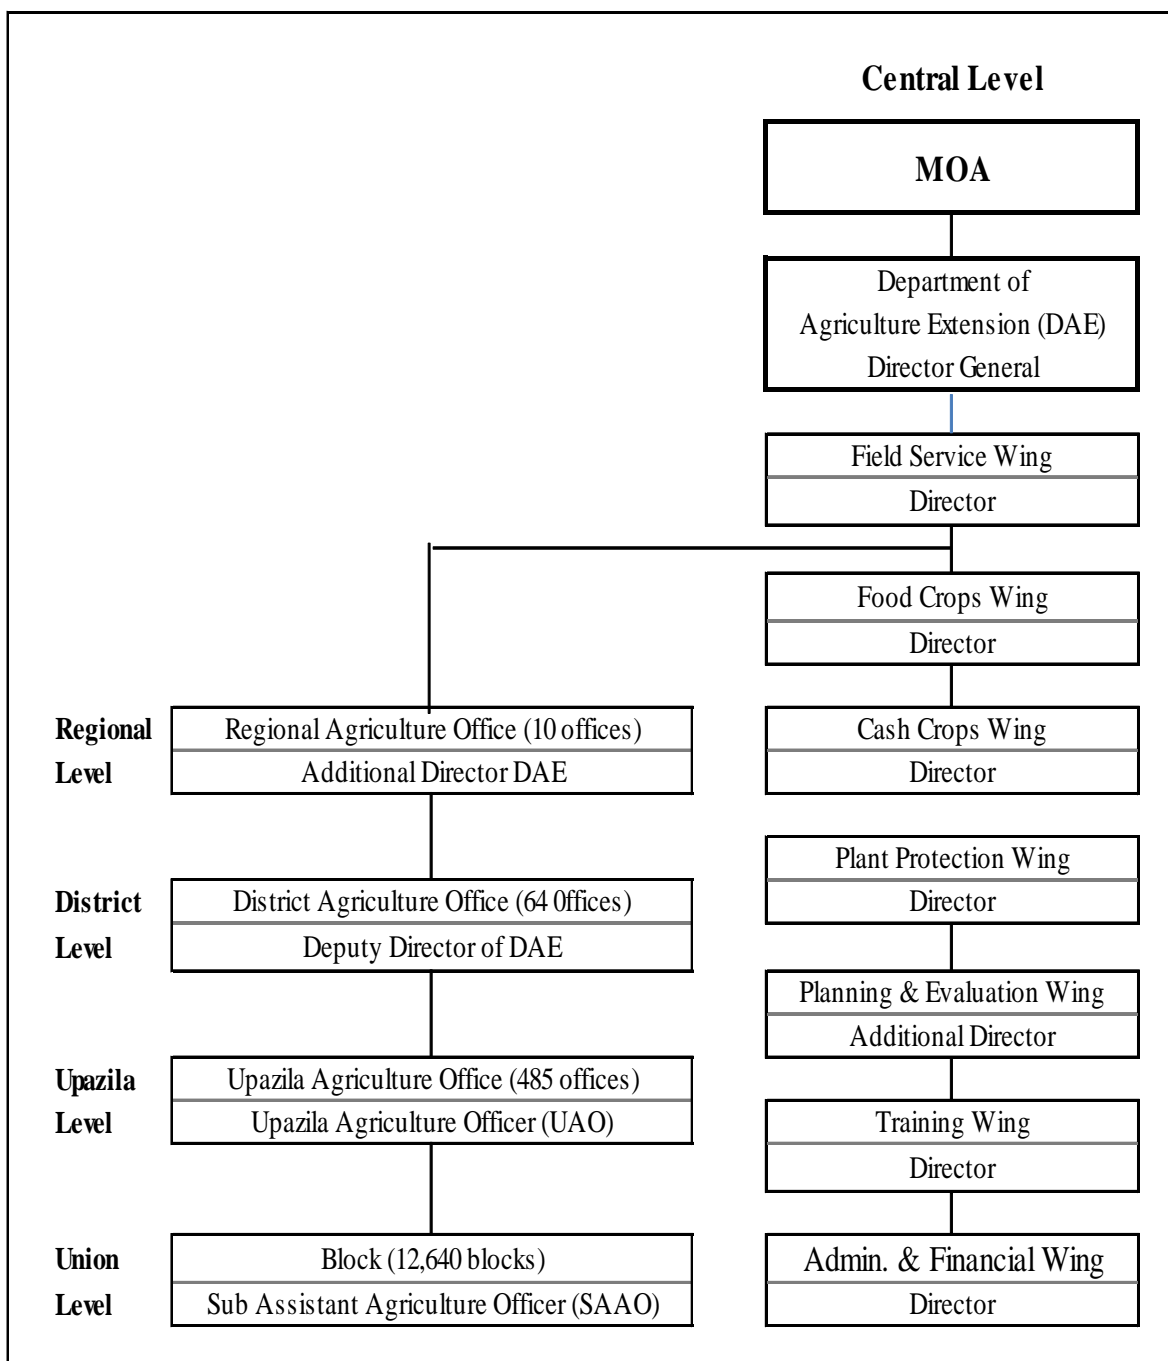 Central Level
MOA
Department of
Agriculture Extension (DAE)
Director General
Field Service Wing
Director
Food Crops Wing
Director
Cash Crops Wing
Director
Plant Protection Wing
Director
Planning & Evaluation Wing
Additional Director
Training Wing
Director
Admin. & Financial Wing
Director
Regional
Level
Regional Agriculture Office (10 offices)
Additional Director DAE
District
Level
District Agriculture Office (64 0ffices)
Deputy Director of DAE
Upazila
Level
Upazila Agriculture Office (485 offices)
Upazila Agriculture Officer (UAO)
Union
Level
Block (12,640 blocks)
Sub Assistant Agriculture Officer (SAAO)